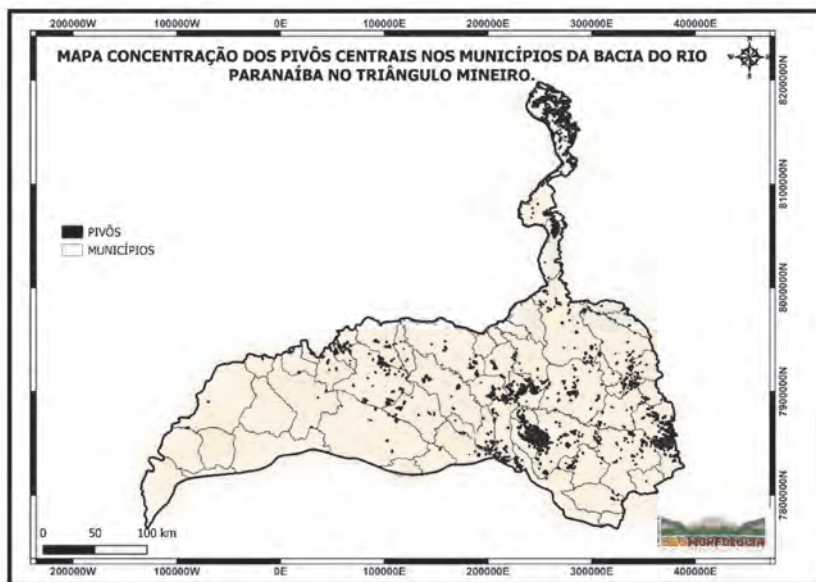 200000W 100000W 0E 100000E 200000E 300000E 400000E
MAPA CONCENTRAÇÃO DOS PIVÔS CENTRAIS NOS MUNICÍPIOS DA BACIA DO RIO
PARANAÍBA NO TRIÂNGULO MINEIRO.
N
8200000N
8100000N
PIVÔS
MUNICÍPIOS
8000000N
7900000N
7800000N
0 50 100 km
200000W 100000W 0E 100000E 200000E 300000E 400000E